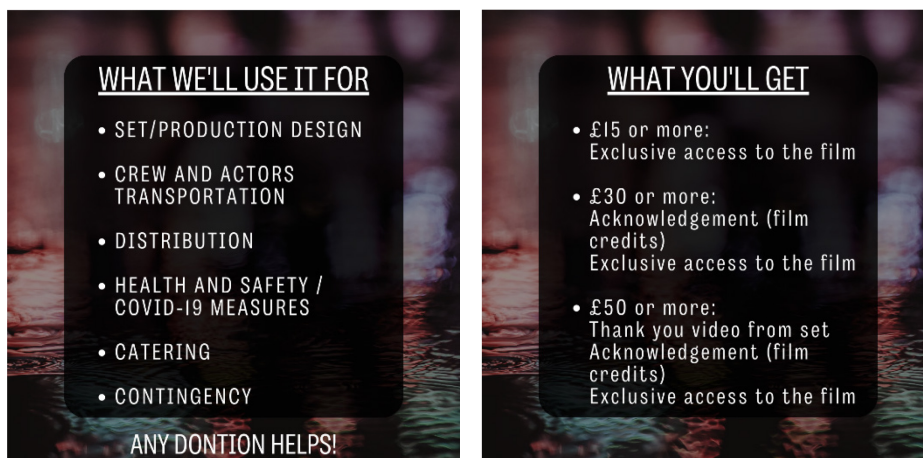 WHAT WE'LL USE IT FOR
• SET/PRODUCTION DESIGN
• CREW AND ACTORS
TRANSPORTATION
• DISTRIBUTION
• HEALTH AND SAFETY /
COVID-19 MEASURES
• CATERING
• CONTINGENCY
ANY DONTION HELPS!
WHAT YOU'LL GET
• £15 or more:
Exclusive access to the film
• £30 or more:
Acknowledgement (film
credits)
Exclusive access to the film
• £50 or more:
Thank you video from set
Acknowledgement (film
credits)
Exclusive access to the film